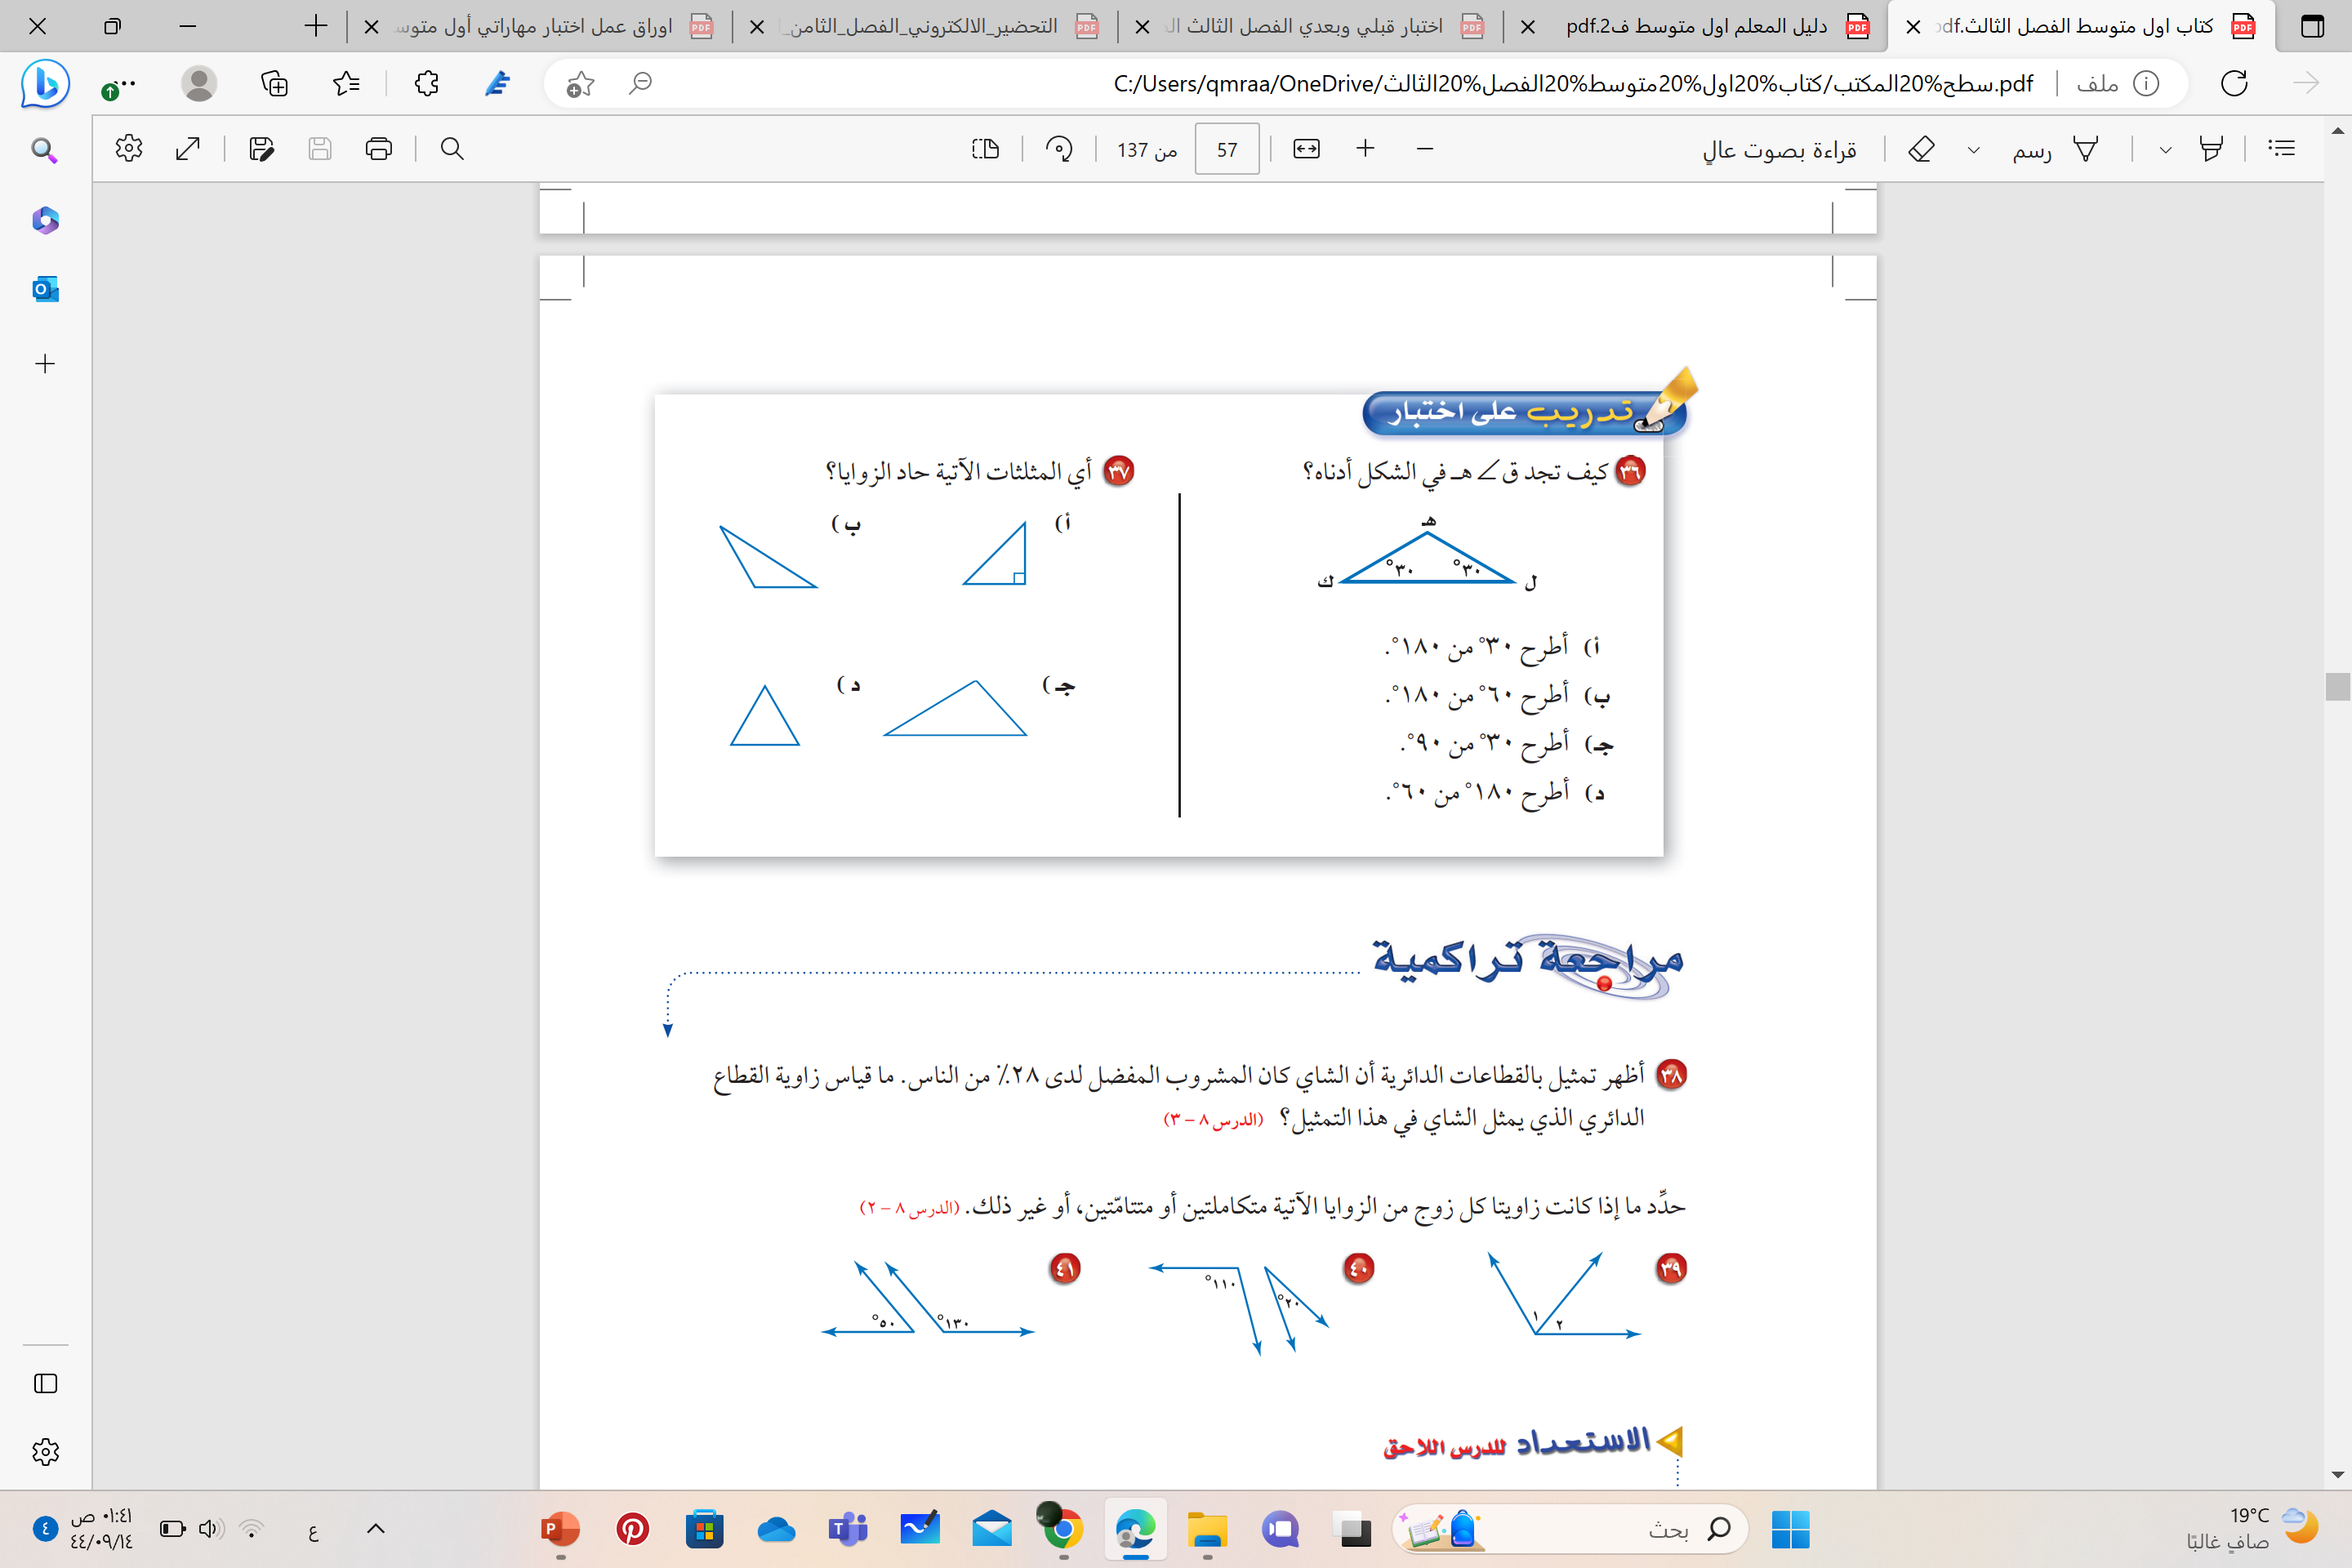 كتاب اول متوسط الفصل الثالث.pdf
دليل المعلم اول متوسط ف2.pdf
اختبار قبلي وبعدي الفصل الثالث
التحضير_الالكتروني_الفصل_الثامن_
اوراق عمل اختبار مهاراتي أول متوس
ملف
C:/Users/qmraa/OneDrive/سطح%20المكتب/كتاب%20اول%20متوسط%20الفصل%20الثالث.pdf
رسم
قراءة بصوت عالٍ
57
من 137
تدريب على اختبار
٣٦ كيف تجد ق∠هـ في الشكل أدناه؟
هـ
٣٠°
٣٠°
ك
ل
أ) أطرح ٣٠° من ١٨٠°.
ب) أطرح ٦٠° من ١٨٠°.
جـ) أطرح ٣٠° من ٩٠°.
د) أطرح ١٨٠° من ٦٠°.
٣٧ أي المثلثات الآتية حاد الزوايا؟
أ)
ب)
جـ)
د)
مراجعة تراكمية
٣٨ أظهر تمثيل بالقطاعات الدائرية أن الشاي كان المشروب المفضل لدى ٢٨٪ من الناس. ما قياس زاوية القطاع
الدائري الذي يمثل الشاي في هذا التمثيل؟ (الدرس ٨ – ٣)
حدِّد ما إذا كانت زاويتا كل زوج من الزوايا الآتية متكاملتين أو متتامّتين، أو غير ذلك. (الدرس ٨ – ٢)
٣٩
١
٢
٤٠
١١٠°
٢٠°
٤١
٥٠°
١٣٠°
الاستعداد للدرس اللاحق
19°C
صافٍ غالبًا
بحث
ع
٠١:٤١ ص
٤٤/٠٩/١٤
٤